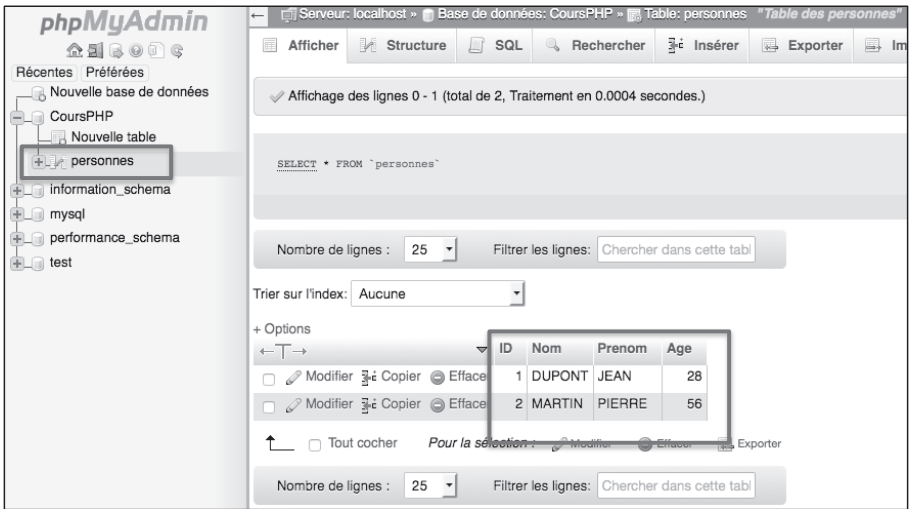 phpMyAdmin
Récentes Préférées
Nouvelle base de données
CoursPHP
Nouvelle table
personnes
information_schema
mysql
performance_schema
test
Serveur: localhost » Base de données: CoursPHP » Table: personnes "Table des personnes"
Afficher Structure SQL Rechercher Insérer Exporter Im
Affichage des lignes 0 - 1 (total de 2, Traitement en 0.0004 secondes.)
SELECT * FROM `personnes`
Nombre de lignes : 25 Filtrer les lignes: Chercher dans cette tabl
Trier sur l'index: Aucune
+ Options
←T→ ID Nom Prenom Age
Modifier Copier Effacer 1 DUPONT JEAN 28
Modifier Copier Effacer 2 MARTIN PIERRE 56
Tout cocher Pour la sélection : Modifier Effacer Exporter
Nombre de lignes : 25 Filtrer les lignes: Chercher dans cette tabl